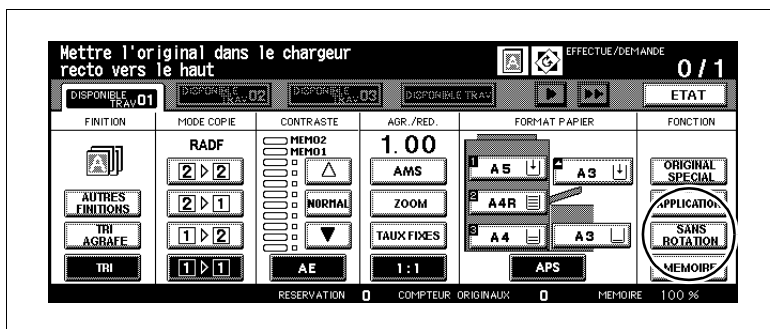 Mettre l'original dans le chargeur
recto vers le haut
EFFECTUE/DEMANDE
0/1
DISPONIBLE
TRAV 01
DISPONIBLE
TRAV 02
DISPONIBLE
TRAV 03
DISPONIBLE TRAV
ETAT
FINITION
MODE COPIE
CONTRASTE
AGR./RED.
FORMAT PAPIER
FONCTION
A
AUTRES
FINITIONS
TRI
AGRAFE
TRI
RADF
2 ▷ 2
2 ▷ 1
1 ▷ 2
1 ▷ 1
MEMO2
MEMO1
NORMAL
AE
1.00
AMS
ZOOM
TAUX FIXES
1:1
1 A5
A3
2 A4R
3 A4
A3
APS
ORIGINAL
SPECIAL
APPLICATION
SANS
ROTATION
MEMOIRE
RESERVATION 0 COMPTEUR ORIGINAUX 0 MEMOIRE 100 %